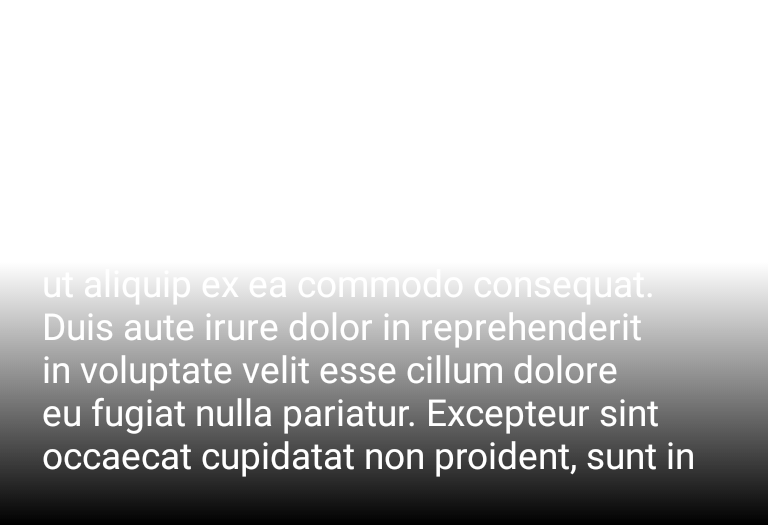 ut aliquip ex ea commodo consequat.
Duis aute irure dolor in reprehenderit
in voluptate velit esse cillum dolore
eu fugiat nulla pariatur. Excepteur sint
occaecat cupidatat non proident, sunt in